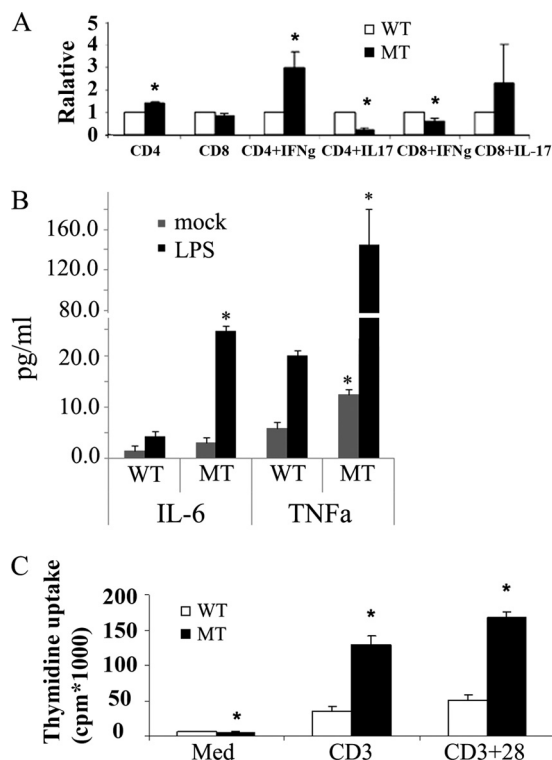 A
Ralative
5
4
3
2
1
0
WT
MT
*
*
*
*
CD4 CD8 CD4+IFNg CD4+IL17 CD8+IFNg CD8+IL-17
B
pg/ml
160.0
120.0
80.0
20.0
10.0
0.0
mock
LPS
*
*
*
WT MT WT MT
IL-6 TNFa
C
Thymidine uptake
(cpm*1000)
200
150
100
50
0
WT
MT
*
*
*
Med CD3 CD3+28